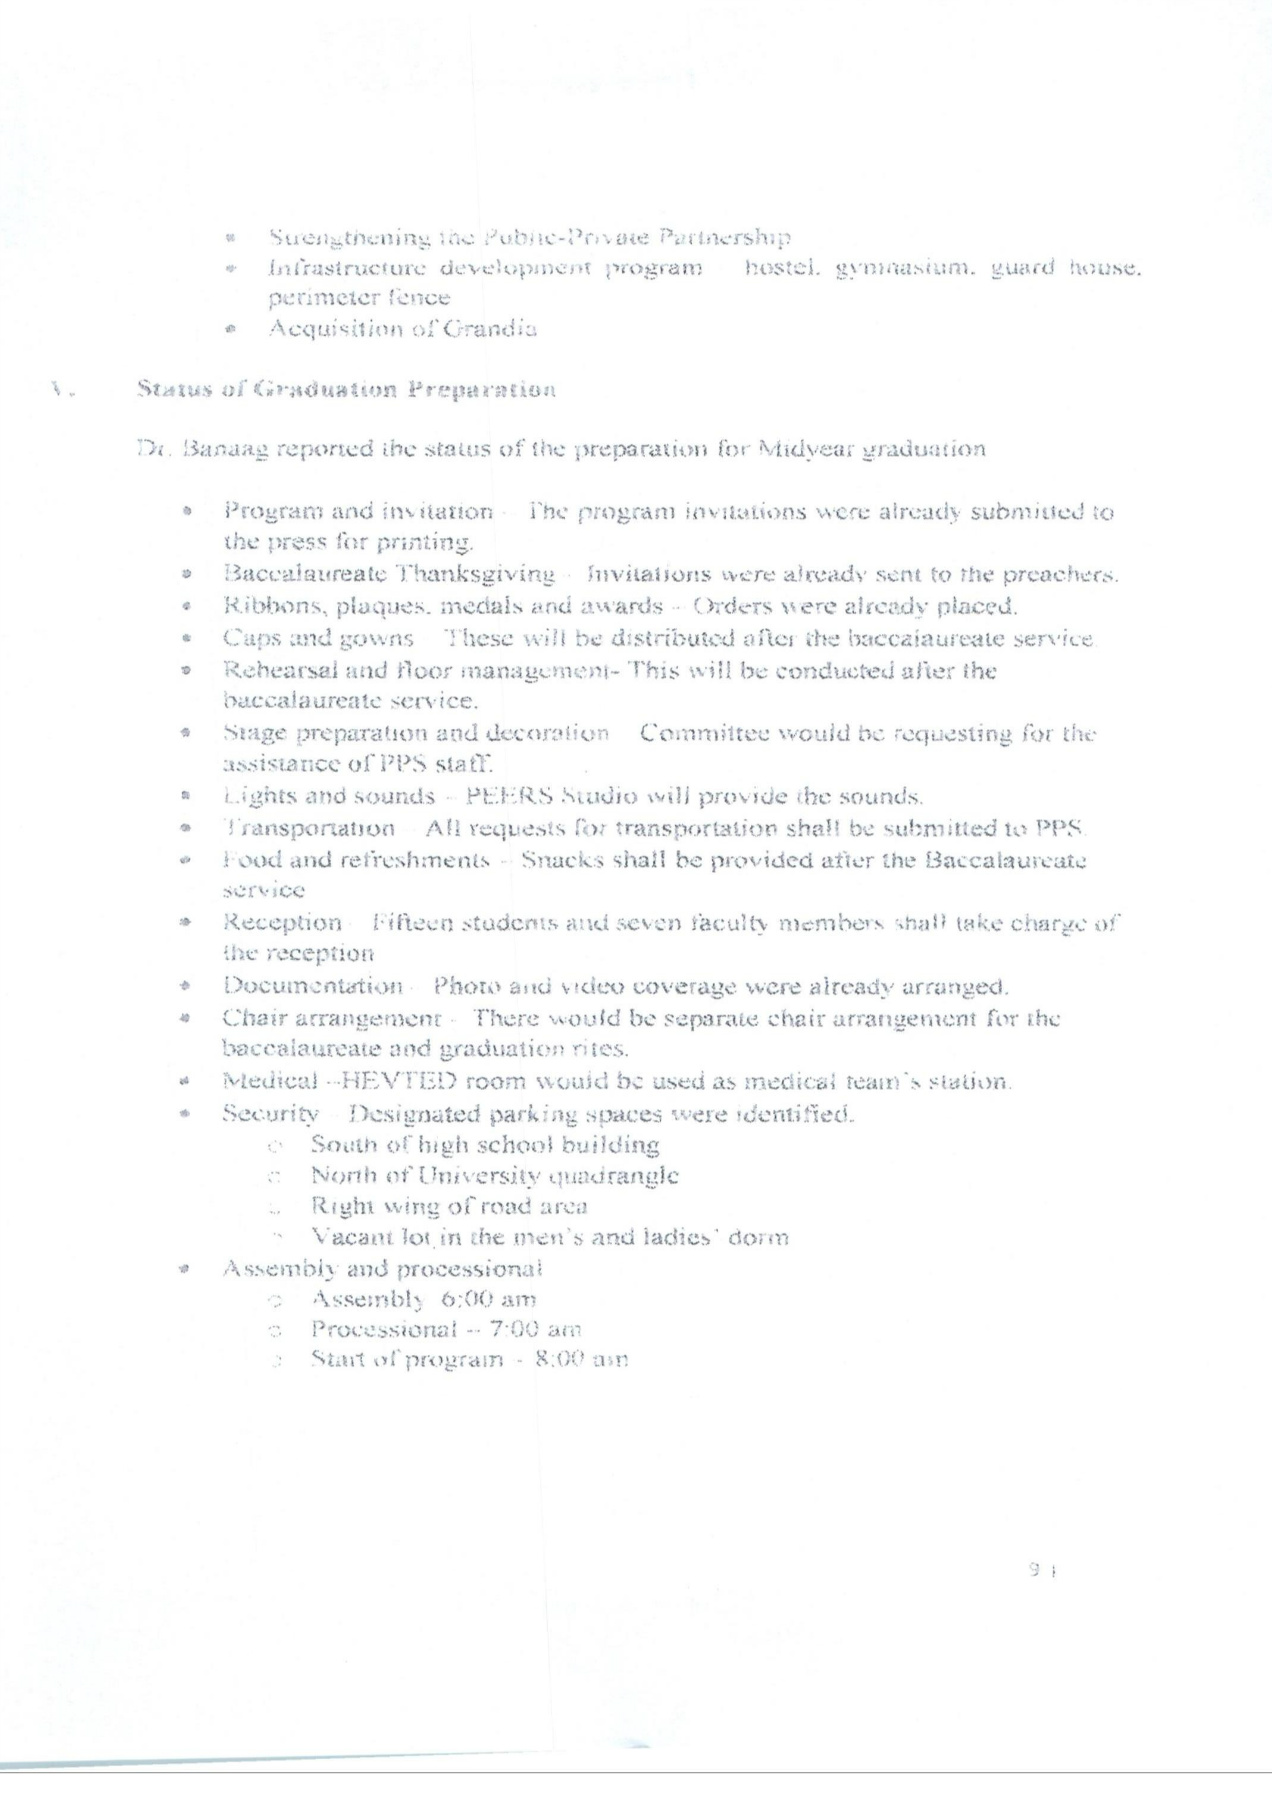 • Strengthening the Public-Private Partnership
• Infrastructure development program hostel, gymnasium, guard house,
perimeter fence
• Acquisition of Grandia
V. Status of Graduation Preparation
Dr. Banaag reported the status of the preparation for Midyear graduation
• Program and invitation - The program invitations were already submitted to
the press for printing.
• Baccalaureate Thanksgiving - Invitations were already sent to the preachers.
• Ribbons, plaques, medals and awards - Orders were already placed.
• Caps and gowns These will be distributed after the baccalaureate service.
• Rehearsal and floor management- This will be conducted after the
baccalaureate service.
• Stage preparation and decoration Committee would be requesting for the
assistance of PPS staff.
• Lights and sounds - PEERS Studio will provide the sounds.
• Transportation All requests for transportation shall be submitted to PPS.
• Food and refreshments - Snacks shall be provided after the Baccalaureate
service
• Reception - Fifteen students and seven faculty members shall take charge of
the reception
• Documentation - Photo and video coverage were already arranged.
• Chair arrangement - There would be separate chair arrangement for the
baccalaureate and graduation rites.
• Medical --HEVTED room would be used as medical team's station.
• Security Designated parking spaces were identified.
○ South of high school building
○ North of University quadrangle
○ Right wing of road area
○ Vacant lot in the men's and ladies' dorm
• Assembly and processional
○ Assembly 6:00 am
○ Processional -- 7:00 am
○ Start of program - 8:00 am
9 |